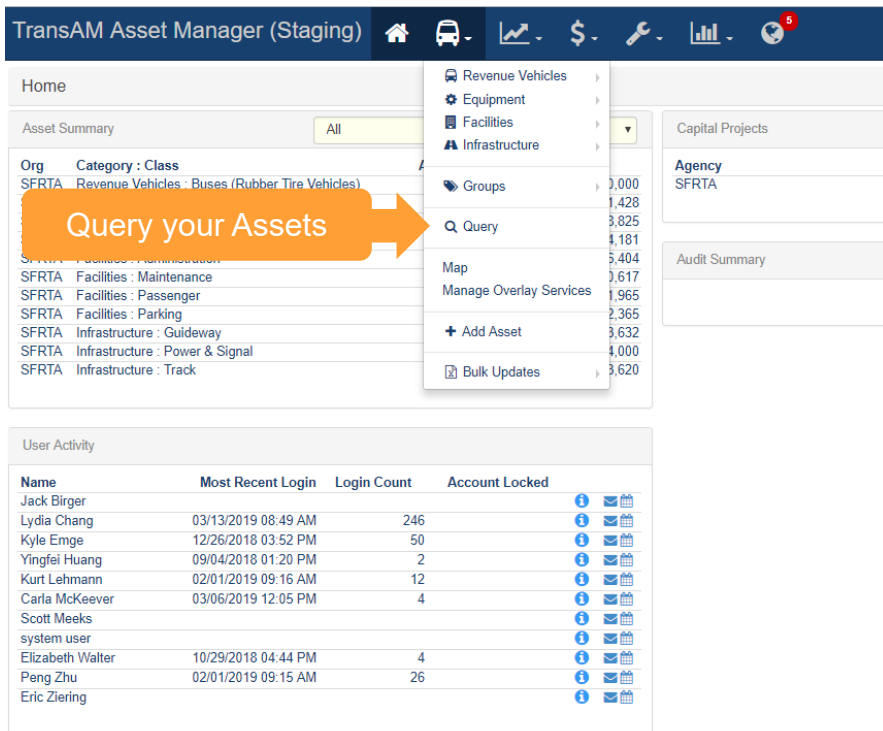 TransAM Asset Manager (Staging)
5
Home
Asset Summary
All
Revenue Vehicles
Equipment
Facilities
Infrastructure
Groups
Query
Map
Manage Overlay Services
Add Asset
Bulk Updates
Query your Assets
Org Category : Class
SFRTA Revenue Vehicles : Buses (Rubber Tire Vehicles) 0,000
1,428
3,825
4,181
6,404
SFRTA Facilities : Maintenance 0,617
SFRTA Facilities : Passenger 1,965
SFRTA Facilities : Parking 2,365
SFRTA Infrastructure : Guideway 3,632
SFRTA Infrastructure : Power & Signal 4,000
SFRTA Infrastructure : Track 3,620
Capital Projects
Agency
SFRTA
Audit Summary
User Activity
Name Most Recent Login Login Count Account Locked
Jack Birger
Lydia Chang 03/13/2019 08:49 AM 246
Kyle Emge 12/26/2018 03:52 PM 50
Yingfei Huang 09/04/2018 01:20 PM 2
Kurt Lehmann 02/01/2019 09:16 AM 12
Carla McKeever 03/06/2019 12:05 PM 4
Scott Meeks
system user
Elizabeth Walter 10/29/2018 04:44 PM 4
Peng Zhu 02/01/2019 09:15 AM 26
Eric Ziering